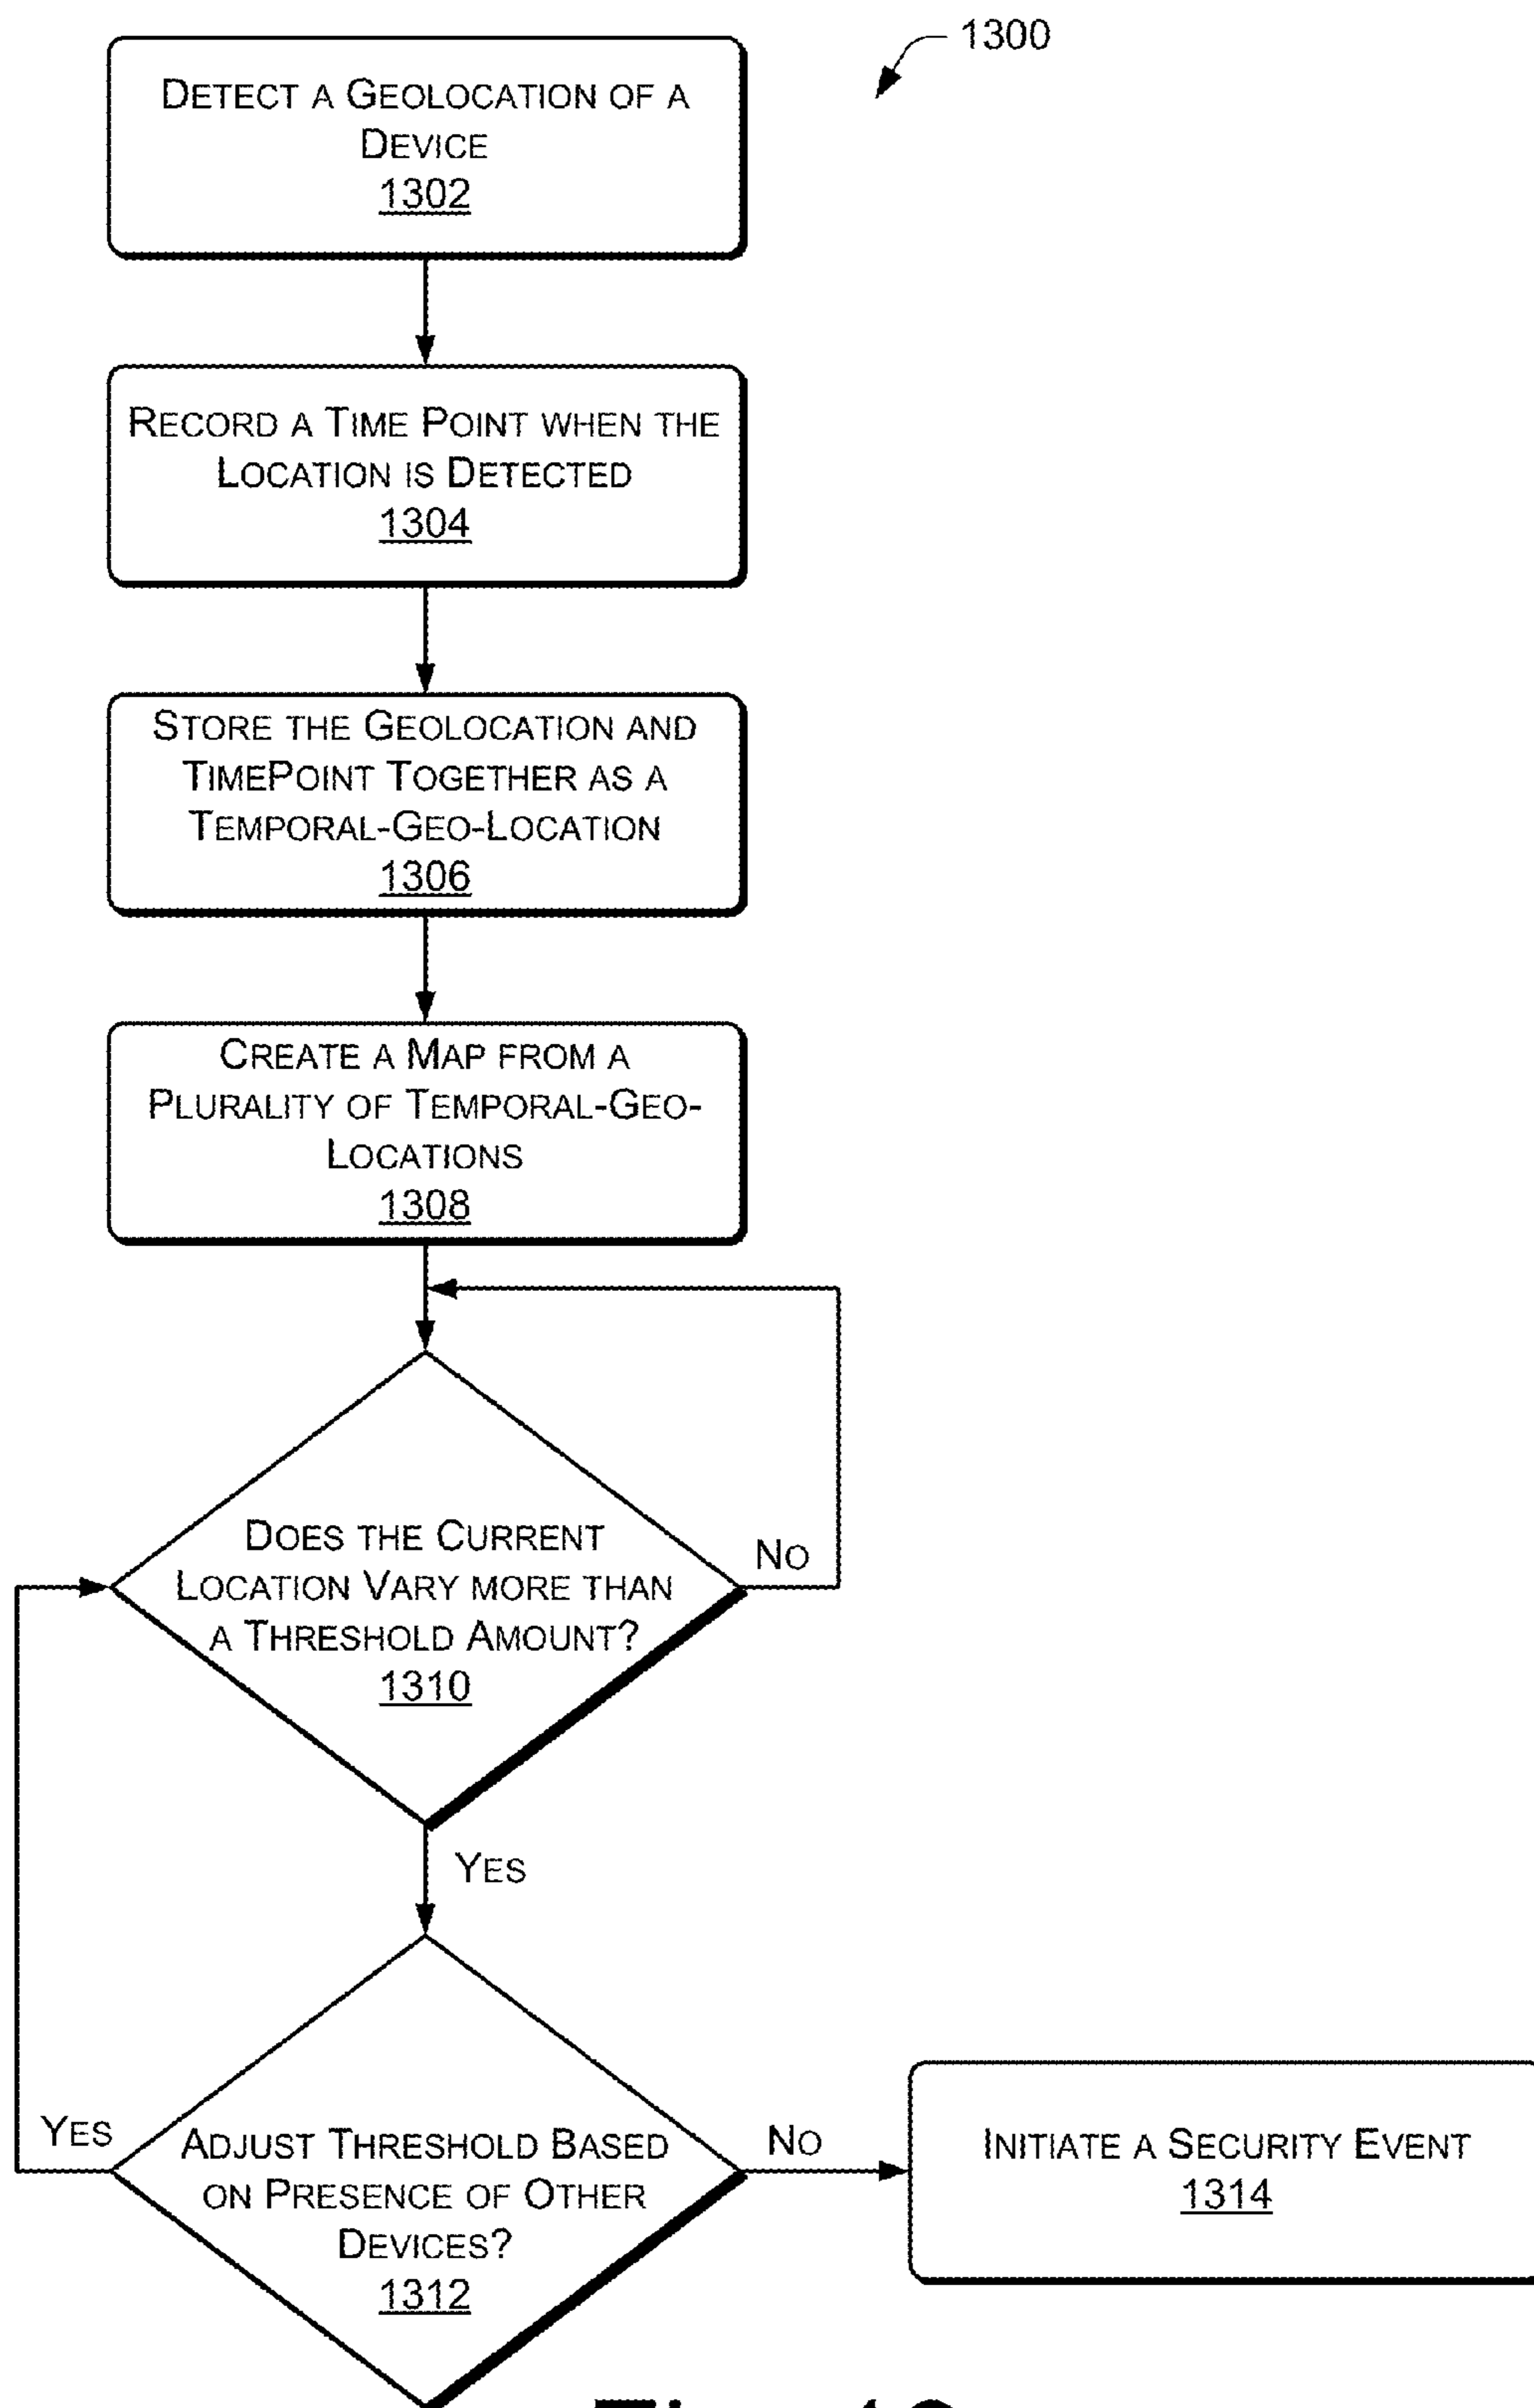 1300
DETECT A GEOLOCATION OF A
DEVICE
1302
RECORD A TIME POINT WHEN THE
LOCATION IS DETECTED
1304
STORE THE GEOLOCATION AND
TIMEPOINT TOGETHER AS A
TEMPORAL-GEO-LOCATION
1306
CREATE A MAP FROM A
PLURALITY OF TEMPORAL-GEO-
LOCATIONS
1308
DOES THE CURRENT
LOCATION VARY MORE THAN
A THRESHOLD AMOUNT?
1310
NO
YES
YES
ADJUST THRESHOLD BASED
ON PRESENCE OF OTHER
DEVICES?
1312
NO
INITIATE A SECURITY EVENT
1314